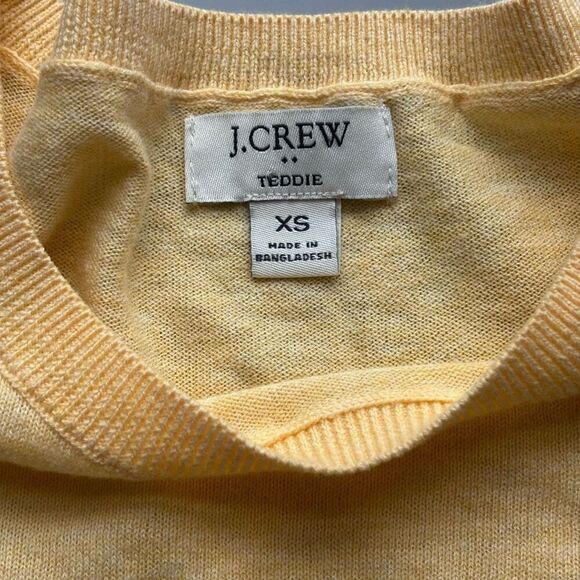 J.CREW
••
TEDDIE
XS
MADE IN
BANGLADESH